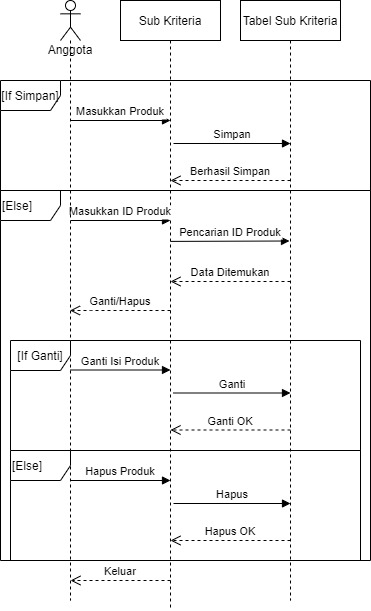 Sub Kriteria
Tabel Sub Kriteria
Anggota
[If Simpan]
Masukkan Produk
Simpan
Berhasil Simpan
[Else]
Masukkan ID Produk
Pencarian ID Produk
Data Ditemukan
Ganti/Hapus
[If Ganti]
Ganti Isi Produk
Ganti
Ganti OK
[Else]
Hapus Produk
Hapus
Hapus OK
Keluar